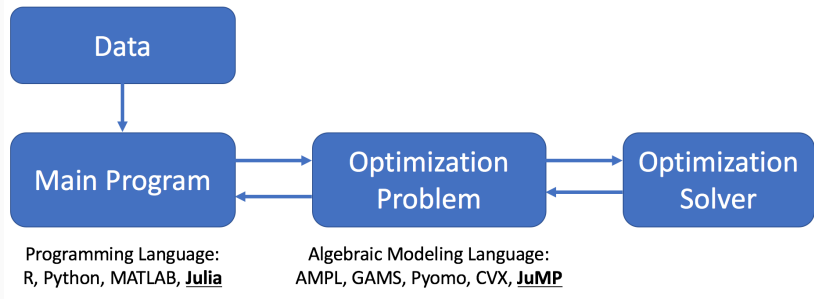 Data
Main Program
Optimization
Problem
Optimization
Solver
Programming Language:
R, Python, MATLAB, Julia
Algebraic Modeling Language:
AMPL, GAMS, Pyomo, CVX, JuMP